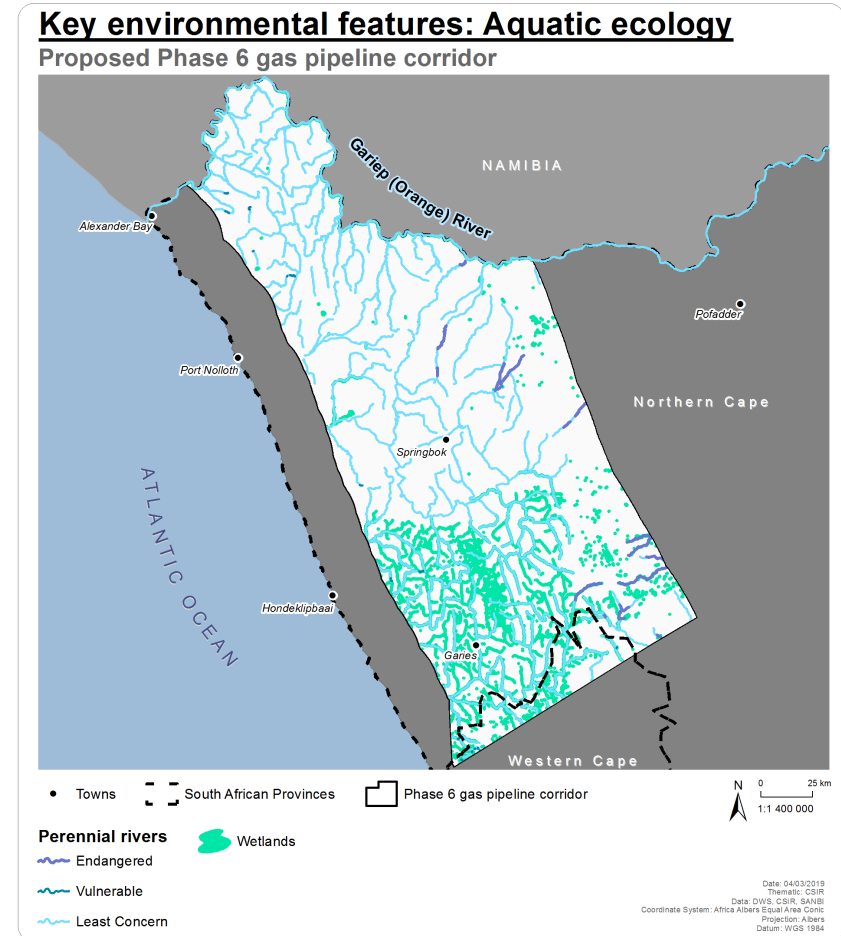 Key environmental features: Aquatic ecology
Proposed Phase 6 gas pipeline corridor
Gariep (Orange) River
NAMIBIA
Alexander Bay
Pofadder
Port Nolloth
Northern Cape
Springbok
ATLANTIC OCEAN
Hondeklipbaai
Garies
Western Cape
Towns
South African Provinces
Phase 6 gas pipeline corridor
N
0 25 km
1:1 400 000
Perennial rivers
Wetlands
Endangered
Vulnerable
Least Concern
Date: 04/03/2019
Thematic: CSIR
Data: DWS, CSIR, SANBI
Coordinate System: Africa Albers Equal Area Conic
Projection: Albers
Datum: WGS 1984